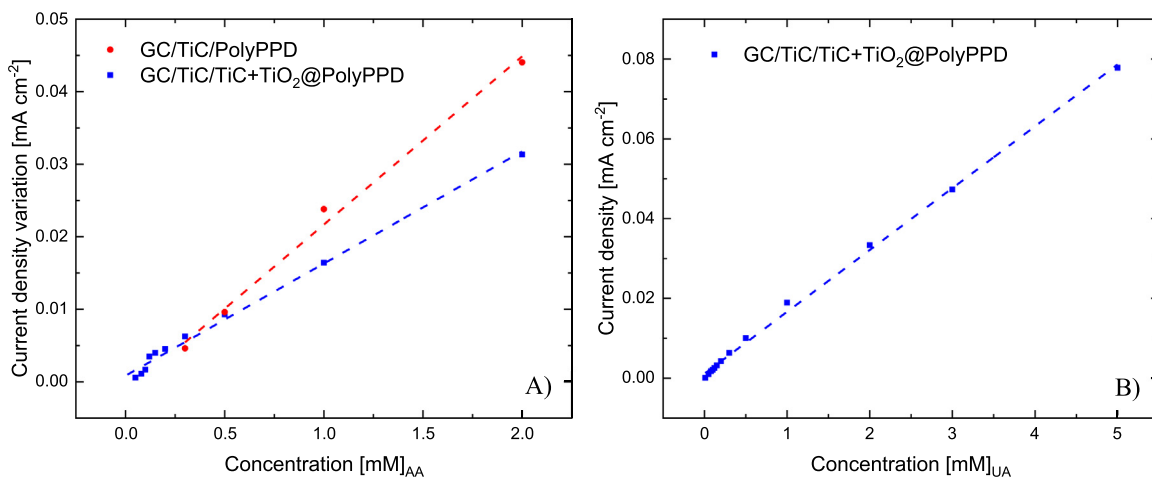 0.05
0.04
0.03
0.02
0.01
0.00
Current density variation [mA cm-2]
GC/TiC/PolyPPD
GC/TiC/TiC+TiO2@PolyPPD
A)
0.0 0.5 1.0 1.5 2.0
Concentration [mM]AA
0.08
0.06
0.04
0.02
0.00
Current density [mA cm-2]
GC/TiC/TiC+TiO2@PolyPPD
B)
0 1 2 3 4 5
Concentration [mM]UA